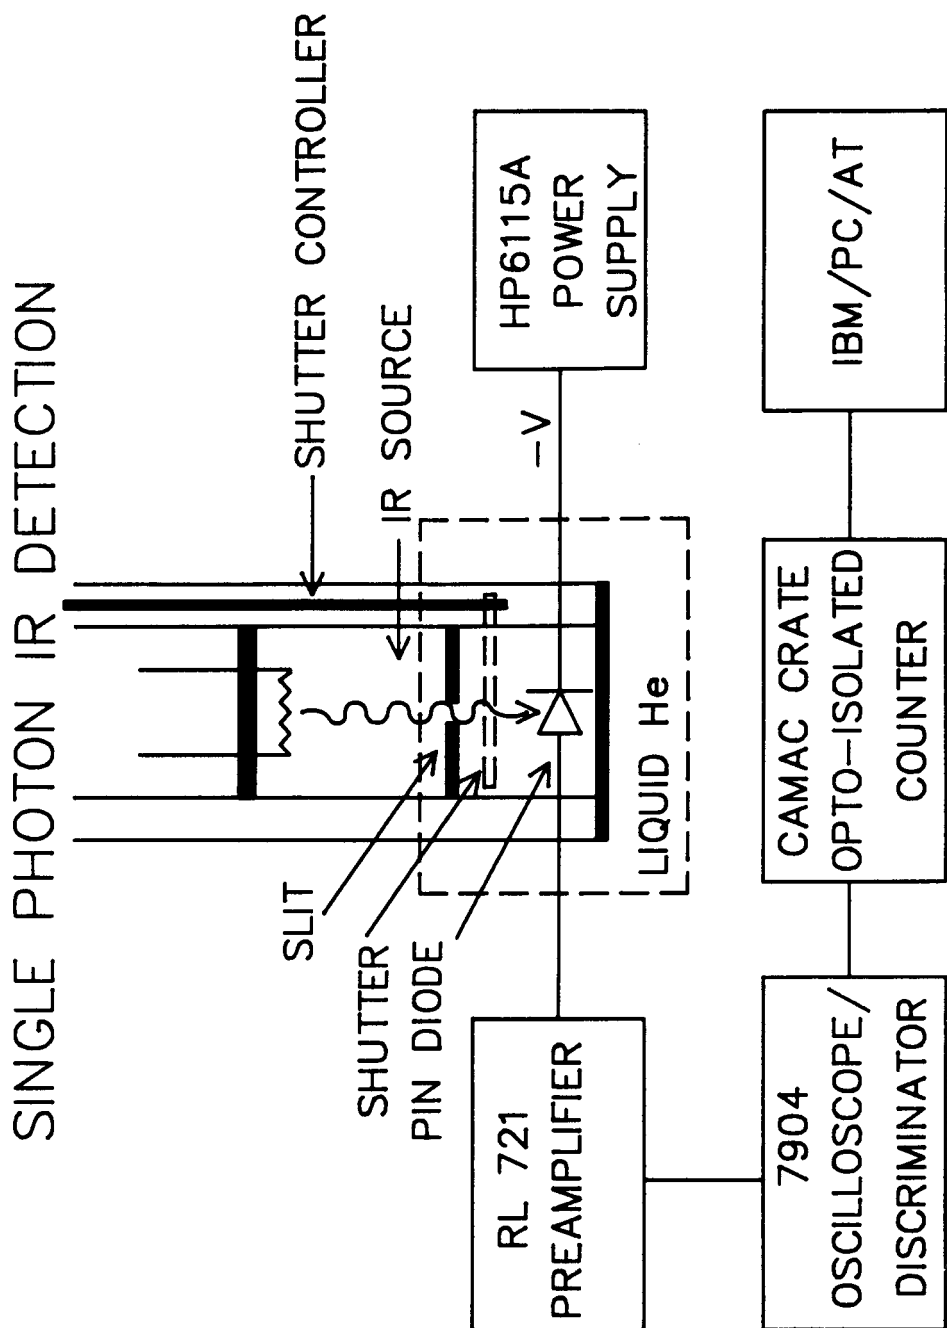 SINGLE PHOTON IR DETECTION
SHUTTER CONTROLLER
IR SOURCE
SLIT
SHUTTER
PIN DIODE
LIQUID He
-V
RL 721
PREAMPLIFIER
HP6115A
POWER
SUPPLY
7904
OSCILLOSCOPE/
DISCRIMINATOR
CAMAC CRATE
OPTO-ISOLATED
COUNTER
IBM/PC/AT